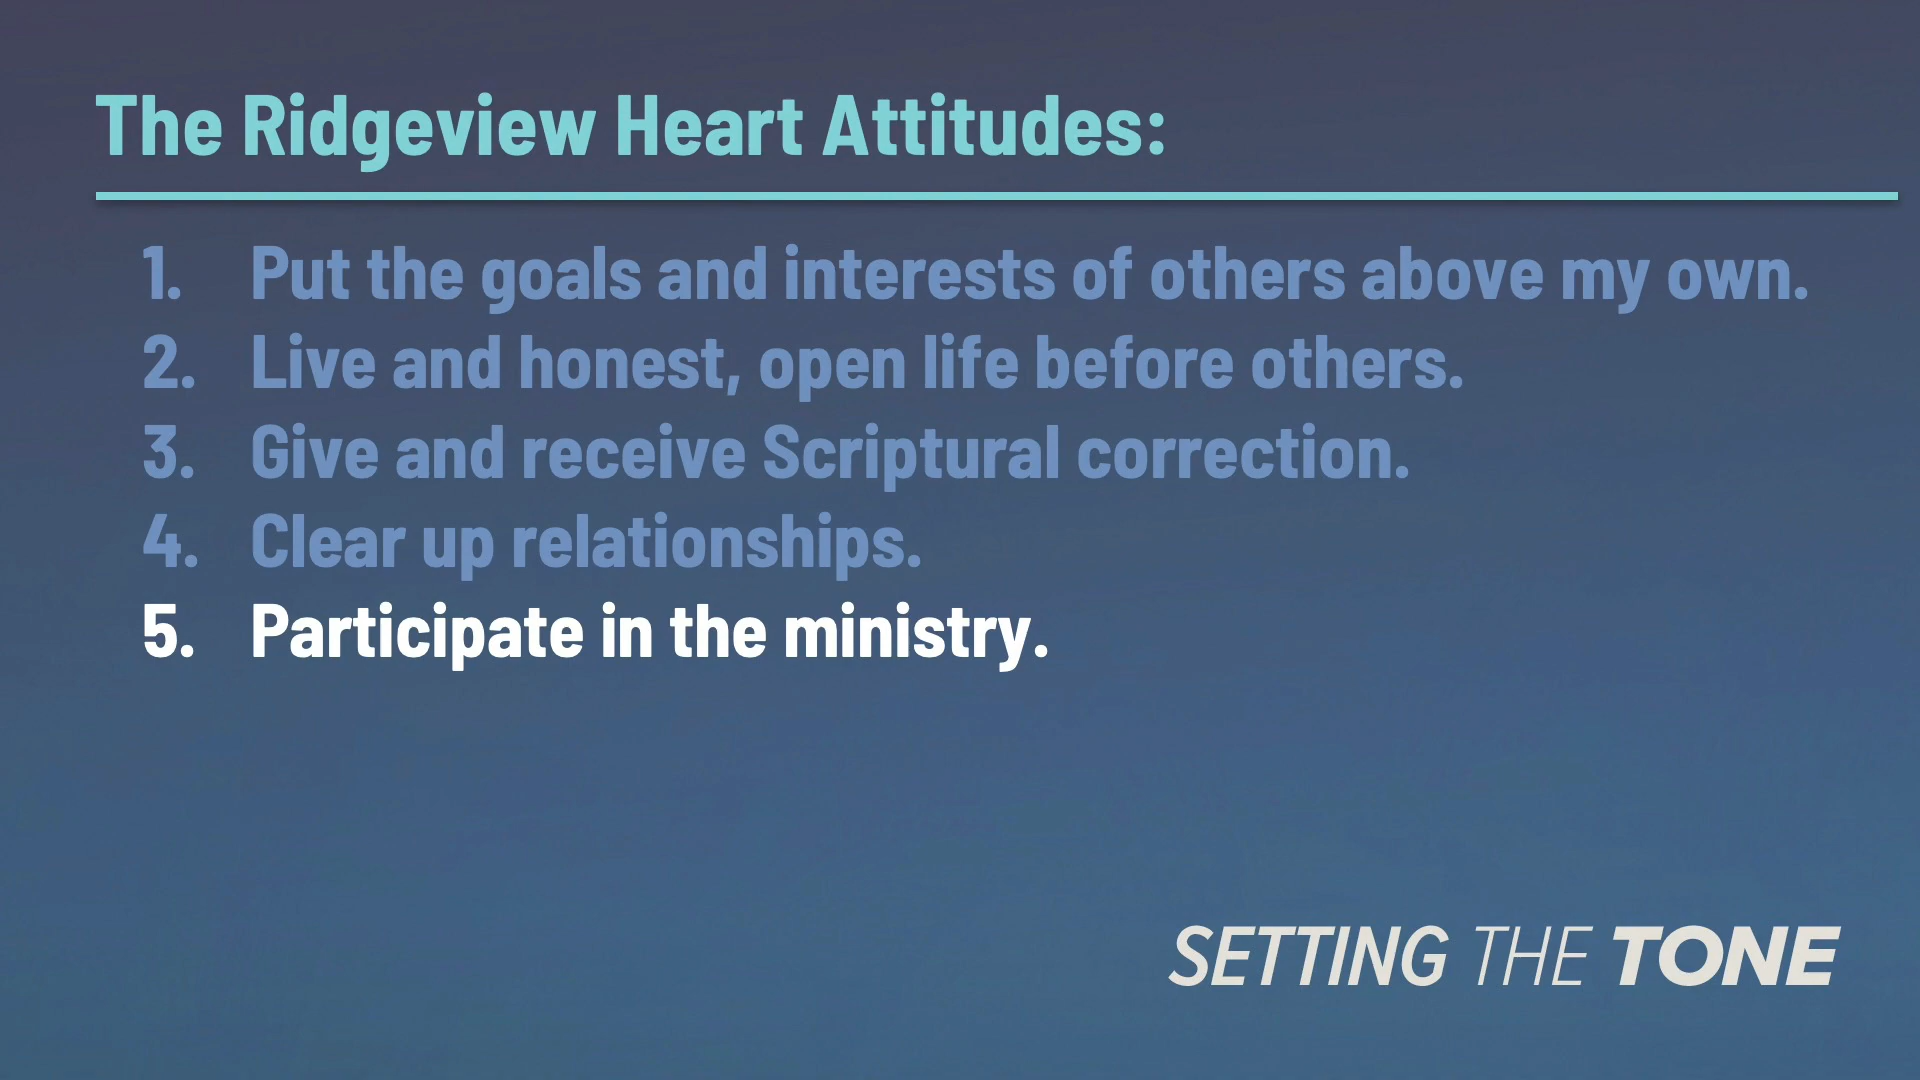 The Ridgeview Heart Attitudes:
1. Put the goals and interests of others above my own.
2. Live and honest, open life before others.
3. Give and receive Scriptural correction.
4. Clear up relationships.
5. Participate in the ministry.
SETTING THE TONE